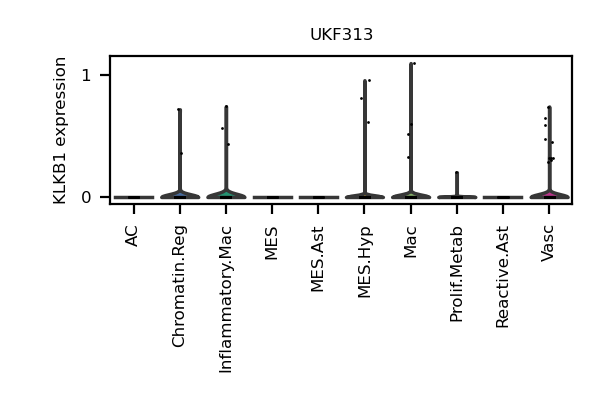 UKF313
KLKB1 expression
1
0
AC
Chromatin.Reg
Inflammatory.Mac
MES
MES.Ast
MES.Hyp
Mac
Prolif.Metab
Reactive.Ast
Vasc